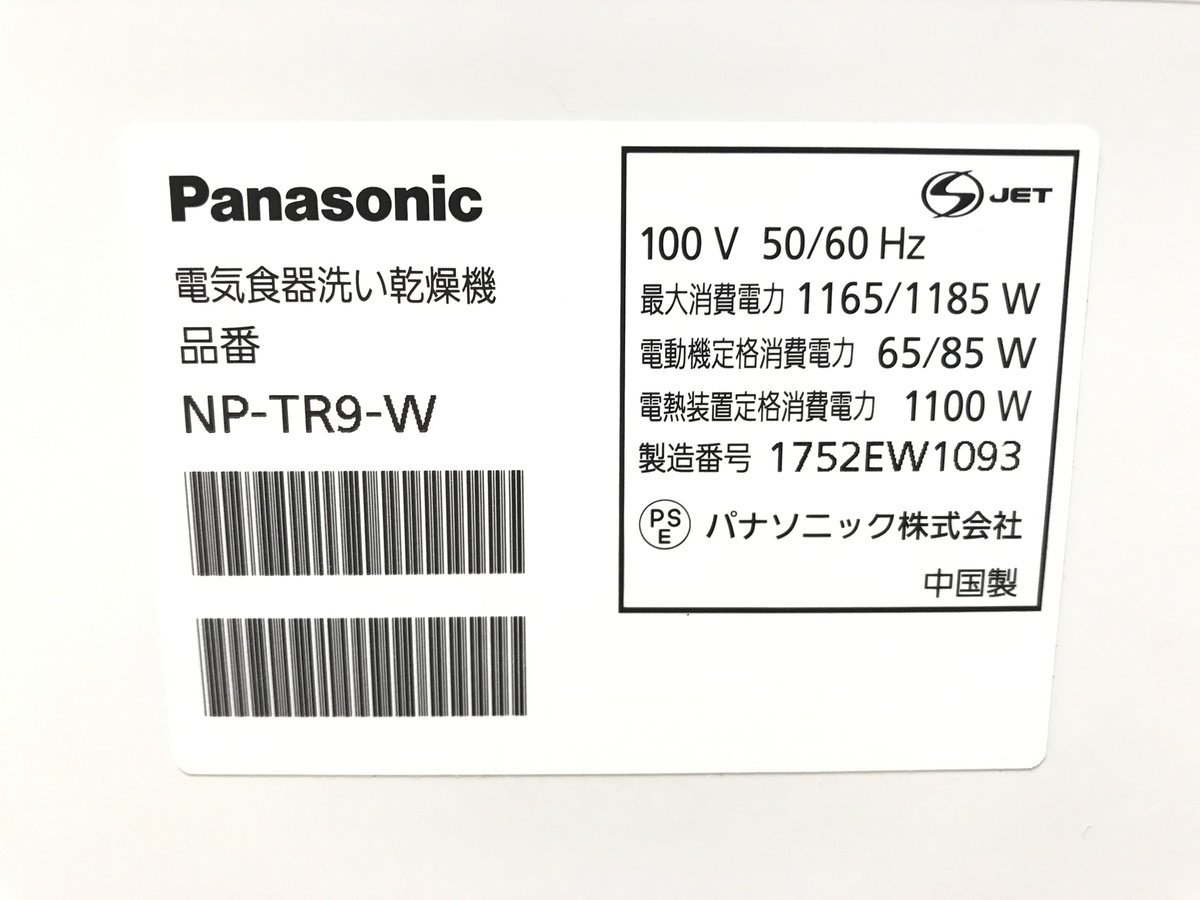 Panasonic
電気食器洗い乾燥機
品番
NP-TR9-W
JET
100 V 50/60 Hz
最大消費電力 1165/1185 W
電動機定格消費電力 65/85 W
電熱装置定格消費電力 1100 W
製造番号 1752EW1093
PS
E
パナソニック株式会社
中国製